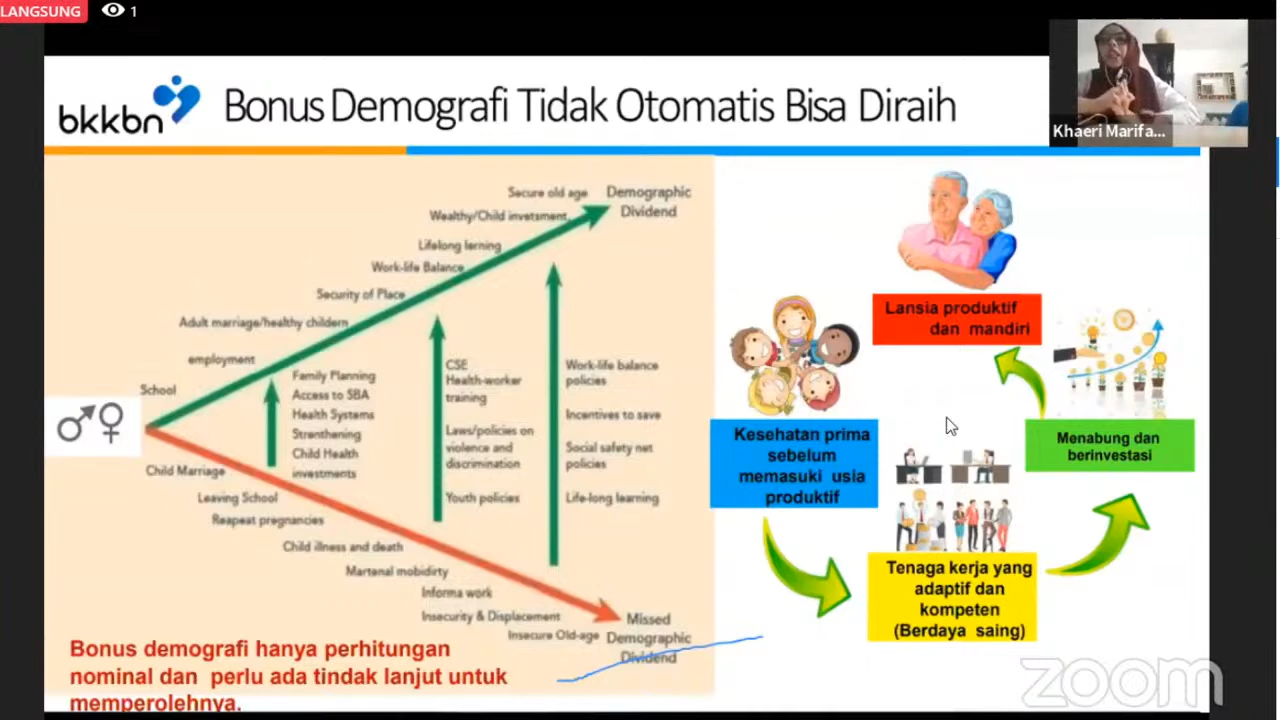 LANGSUNG
1
bkkbn
Bonus Demografi Tidak Otomatis Bisa Diraih
Khaeri Marifa...
Secure old age
Demographic
Dividend
Wealthy/Child invetsment
Lifelong lerning
Work-life Balance
Security of Place
Adult marriage/healthy childern
employment
School
Family Planning
Access to SBA
Health Systems
Strenthening
Child Health
investments
CSE
Health-worker
training
Laws/policies on
violence and
discrimination
Youth policies
Work-life balance
policies
Incentives to save
Social safety net
policies
Life-long learning
Child Marriage
Leaving School
Reapeat pregnancies
Child illness and death
Martenal mobidirty
Informa work
Insecurity & Displacement
Insecure Old-age
Missed
Demographic
Dividend
Bonus demografi hanya perhitungan
nominal dan perlu ada tindak lanjut untuk
memperolehnya.
Lansia produktif
dan mandiri
Kesehatan prima
sebelum
memasuki usia
produktif
Menabung dan
berinvestasi
Tenaga kerja yang
adaptif dan
kompeten
(Berdaya saing)
zoom